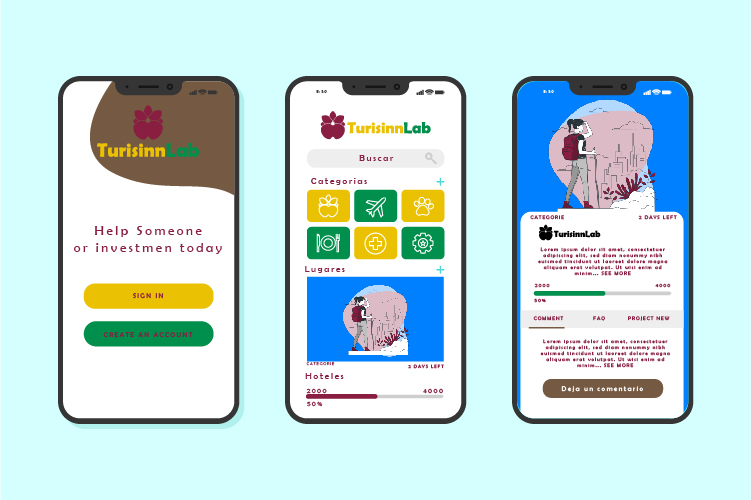 TurisinnLab
Help Someone
or investmen today
SIGN IN
CREATE AN ACCOUNT
9:30
TurisinnLab
Buscar
Categorias +
Lugares +
CATEGORIE
2 DAYS LEFT
Hoteles
2000 4000
50%
9:30
CATEGORIE 2 DAYS LEFT
TurisinnLab
Lorem ipsum dolor sit amet, consectetuer
adipiscing elit, sed diam nonummy nibh
euismod tincidunt ut laoreet dolore magna
aliquam erat volutpat. Ut wisi enim ad
minim... SEE MORE
2000 4000
50%
COMMENT FAQ PROJECT NEW
Lorem ipsum dolor sit amet, consectetuer
adipiscing elit, sed diam nonummy nibh
euismod tincidunt ut laoreet dolore magna
aliquam erat volutpat. Ut wisi enim ad
minim... SEE MORE
Deja un comentario